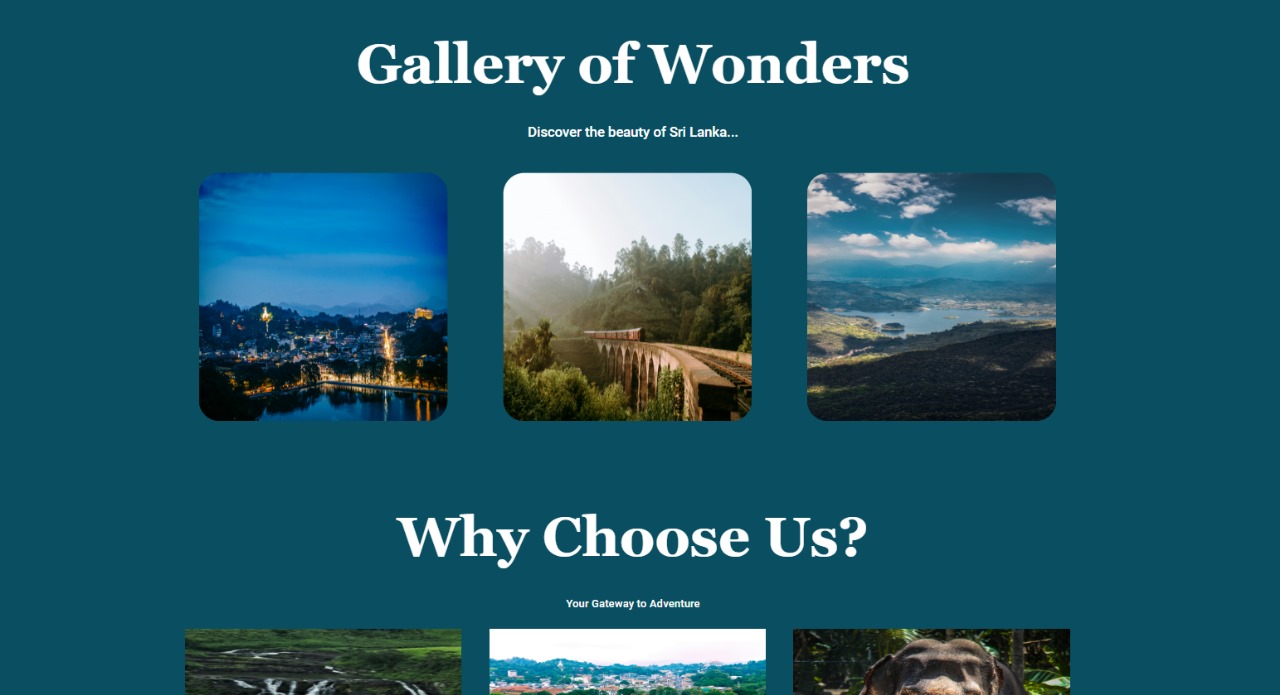 Gallery of Wonders
Discover the beauty of Sri Lanka...
Why Choose Us?
Your Gateway to Adventure